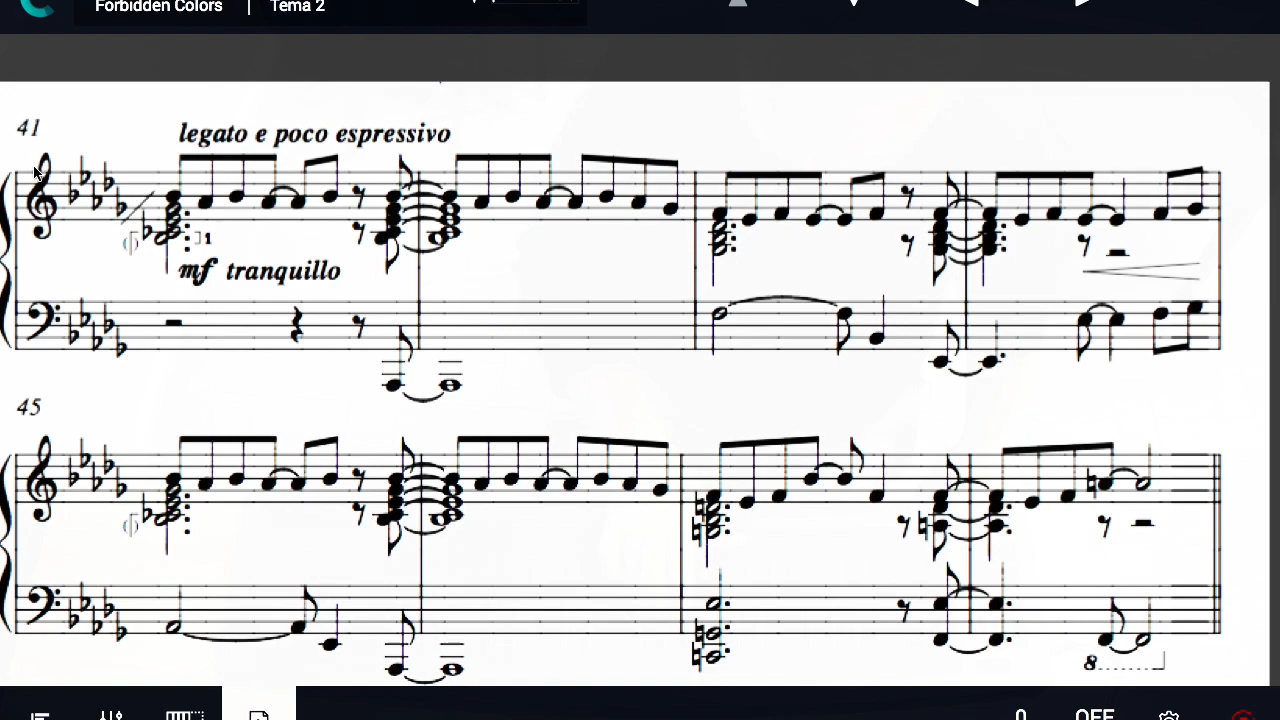 Forbidden Colors | Tema 2
41
legato e poco espressivo
1
mf tranquillo
45
8
0 OFF